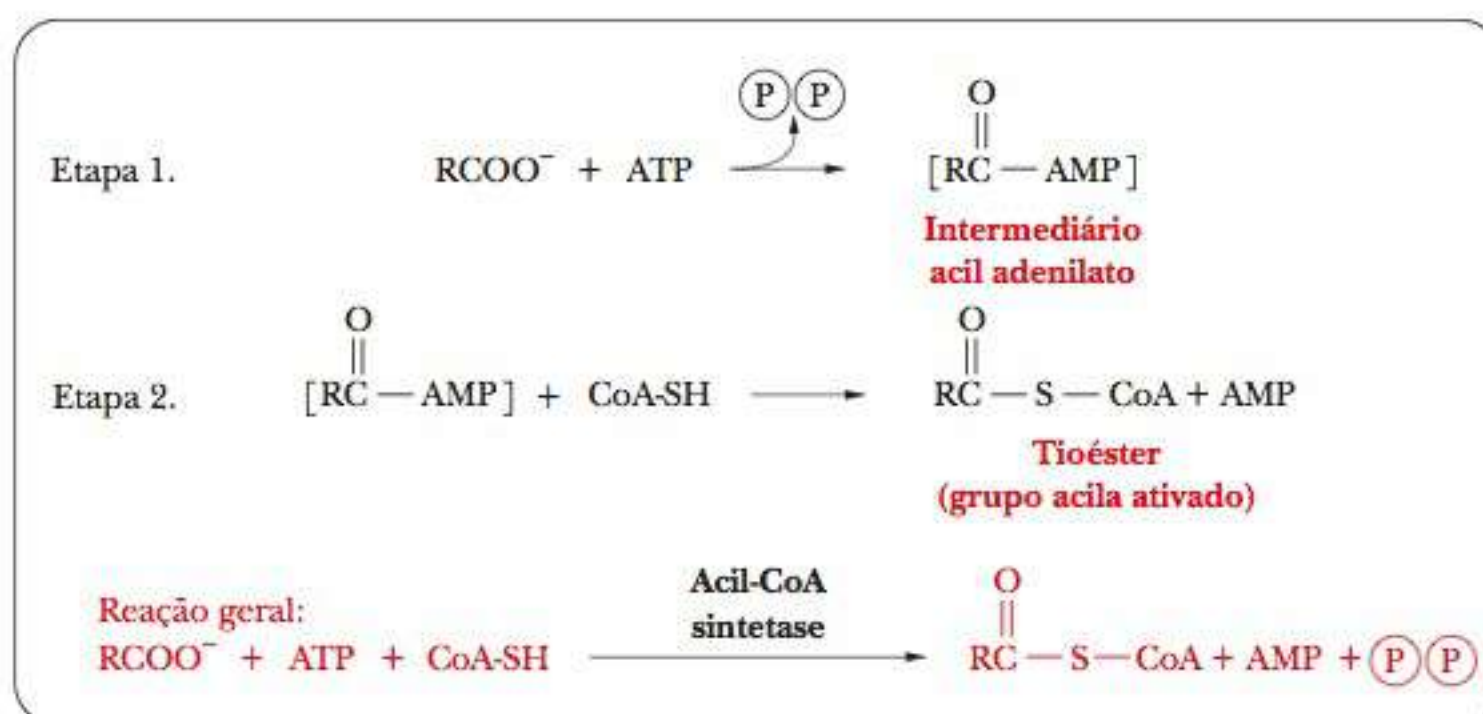 Etapa 1. RCOO⁻ + ATP ⟶ [RC — AMP]
P P
O
Intermediário
acil adenilato
O O
Etapa 2. [RC — AMP] + CoA-SH ⟶ RC — S — CoA + AMP
Tioéster
(grupo acila ativado)
Reação geral:
Acil-CoA
sintetase
O
RCOO⁻ + ATP + CoA-SH ⟶ RC — S — CoA + AMP + P P